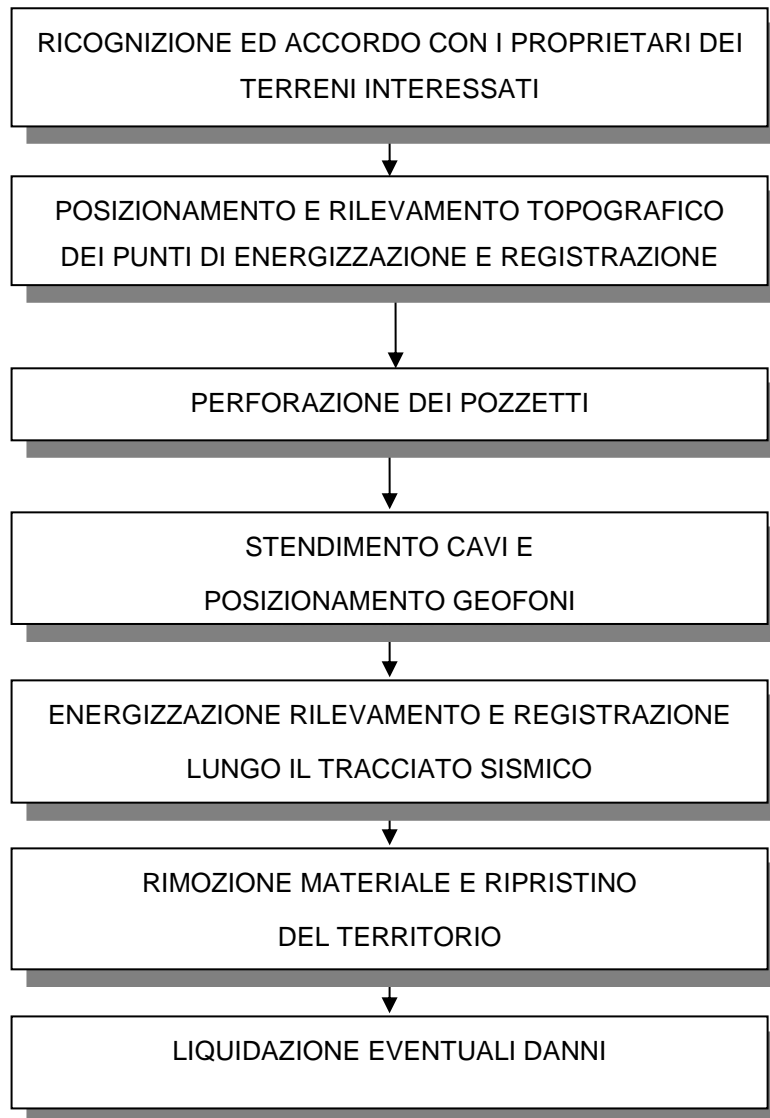 RICOGNIZIONE ED ACCORDO CON I PROPRIETARI DEI
TERRENI INTERESSATI
POSIZIONAMENTO E RILEVAMENTO TOPOGRAFICO
DEI PUNTI DI ENERGIZZAZIONE E REGISTRAZIONE
PERFORAZIONE DEI POZZETTI
STENDIMENTO CAVI E
POSIZIONAMENTO GEOFONI
ENERGIZZAZIONE RILEVAMENTO E REGISTRAZIONE
LUNGO IL TRACCIATO SISMICO
RIMOZIONE MATERIALE E RIPRISTINO
DEL TERRITORIO
LIQUIDAZIONE EVENTUALI DANNI